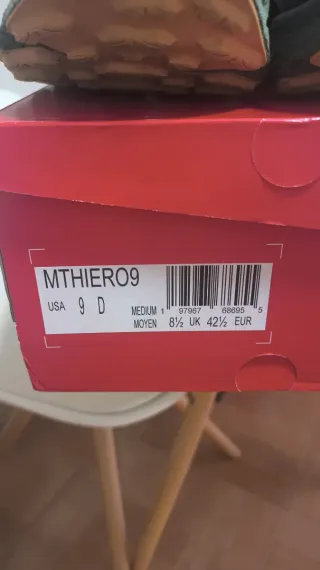 MTHIERO9
USA 9 D
MEDIUM
MOYEN
1 97967 68695 5
8½ UK 42½ EUR